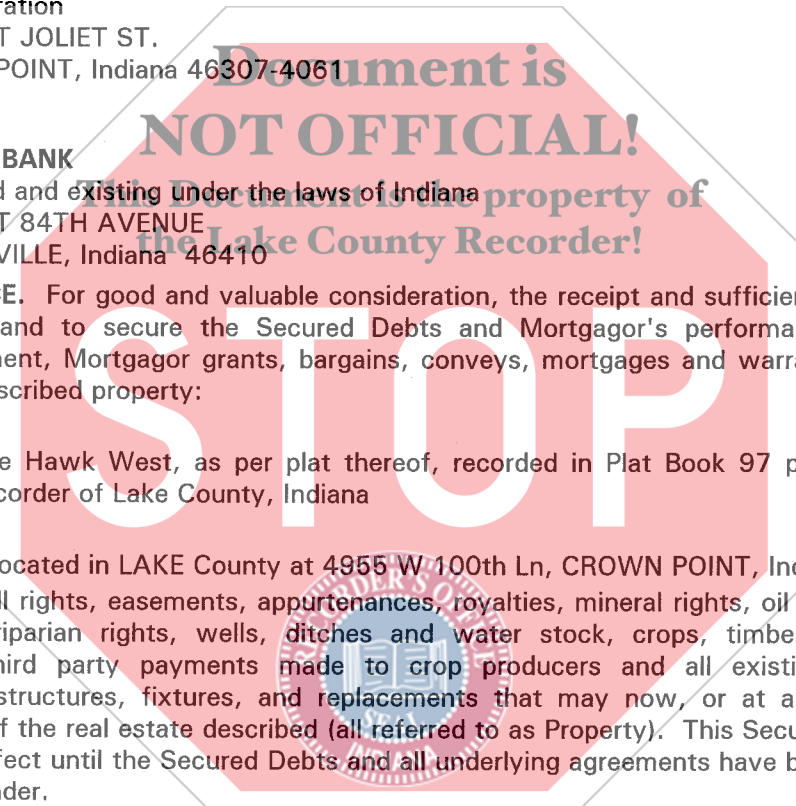 ration
T JOLIET ST.
POINT, Indiana 46307-4061
Document is
NOT OFFICIAL!
This Document is the property of
the Lake County Recorder!
BANK
d and existing under the laws of Indiana
T 84TH AVENUE
VILLE, Indiana 46410
CE. For good and valuable consideration, the receipt and sufficien
and to secure the Secured Debts and Mortgagor's performa
ent, Mortgagor grants, bargains, conveys, mortgages and warra
scribed property:
e Hawk West, as per plat thereof, recorded in Plat Book 97 p
corder of Lake County, Indiana
STOP
ocated in LAKE County at 4955 W 100th Ln, CROWN POINT, Ind
ll rights, easements, appurtenances, royalties, mineral rights, oil
riparian rights, wells, ditches and water stock, crops, timbe
hird party payments made to crop producers and all existi
structures, fixtures, and replacements that may now, or at a
f the real estate described (all referred to as Property). This Secu
fect until the Secured Debts and all underlying agreements have b
nder.
RECORDER'S OFFICE
SEAL
INDIANA